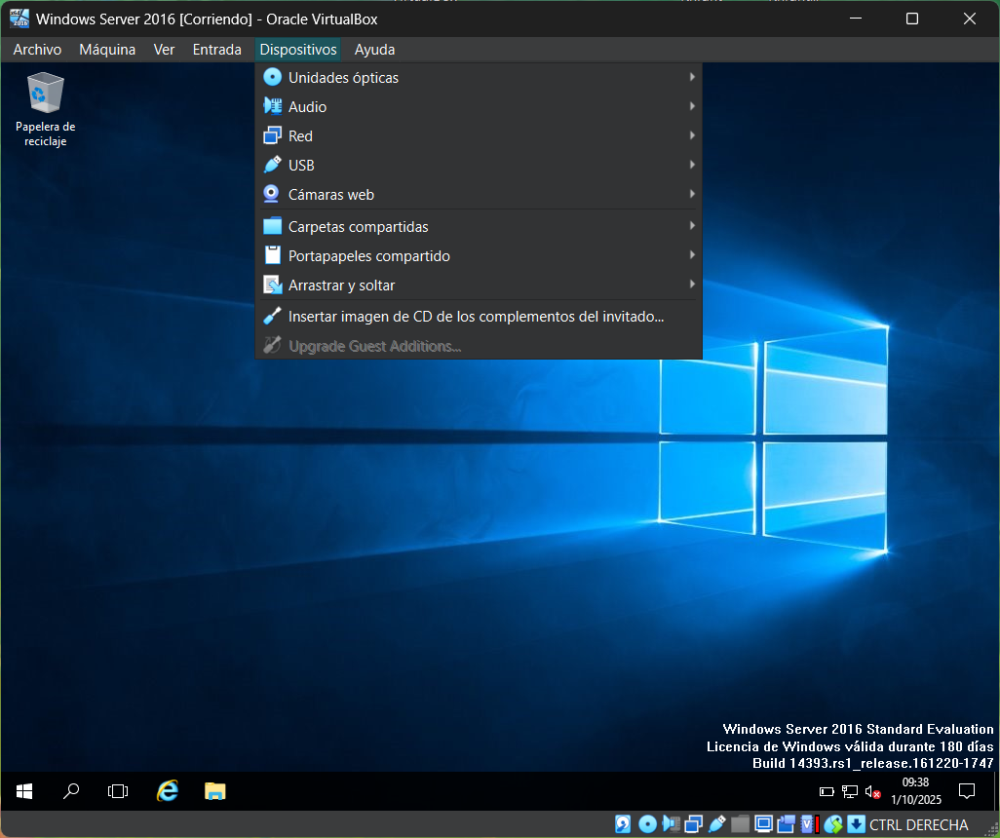 Windows Server 2016 [Corriendo] - Oracle VirtualBox
Archivo Máquina Ver Entrada Dispositivos Ayuda
Papelera de
reciclaje
Unidades ópticas
Audio
Red
USB
Cámaras web
Carpetas compartidas
Portapapeles compartido
Arrastrar y soltar
Insertar imagen de CD de los complementos del invitado...
Upgrade Guest Additions...
Windows Server 2016 Standard Evaluation
Licencia de Windows válida durante 180 días
Build 14393.rs1_release.161220-1747
09:38
1/10/2025
CTRL DERECHA